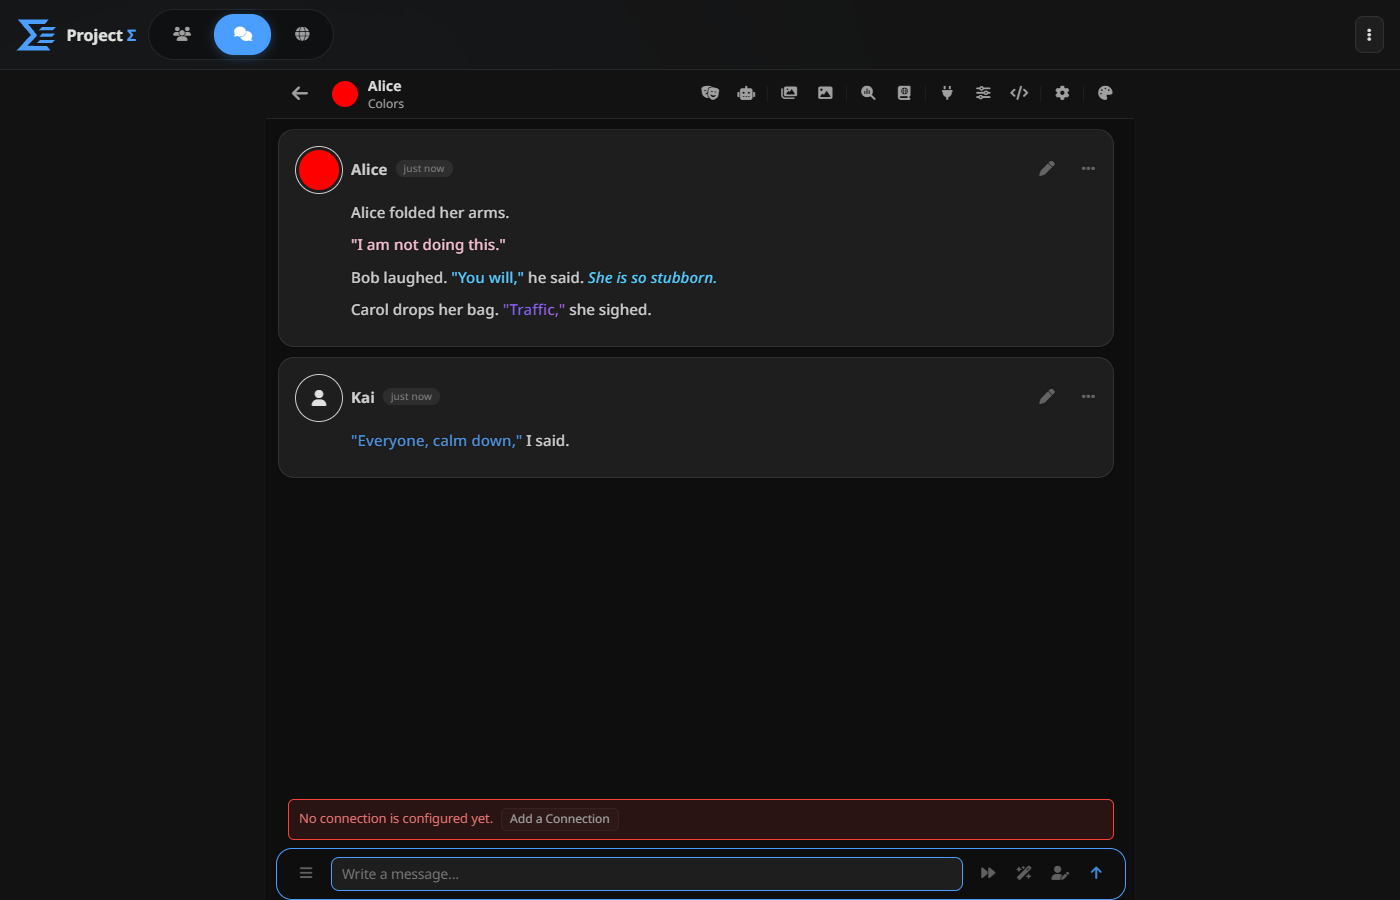 Project Σ
Alice
Colors
Alice just now
Alice folded her arms.
"I am not doing this."
Bob laughed. "You will," he said. She is so stubborn.
Carol drops her bag. "Traffic," she sighed.
Kai just now
"Everyone, calm down," I said.
No connection is configured yet. Add a Connection
Write a message...